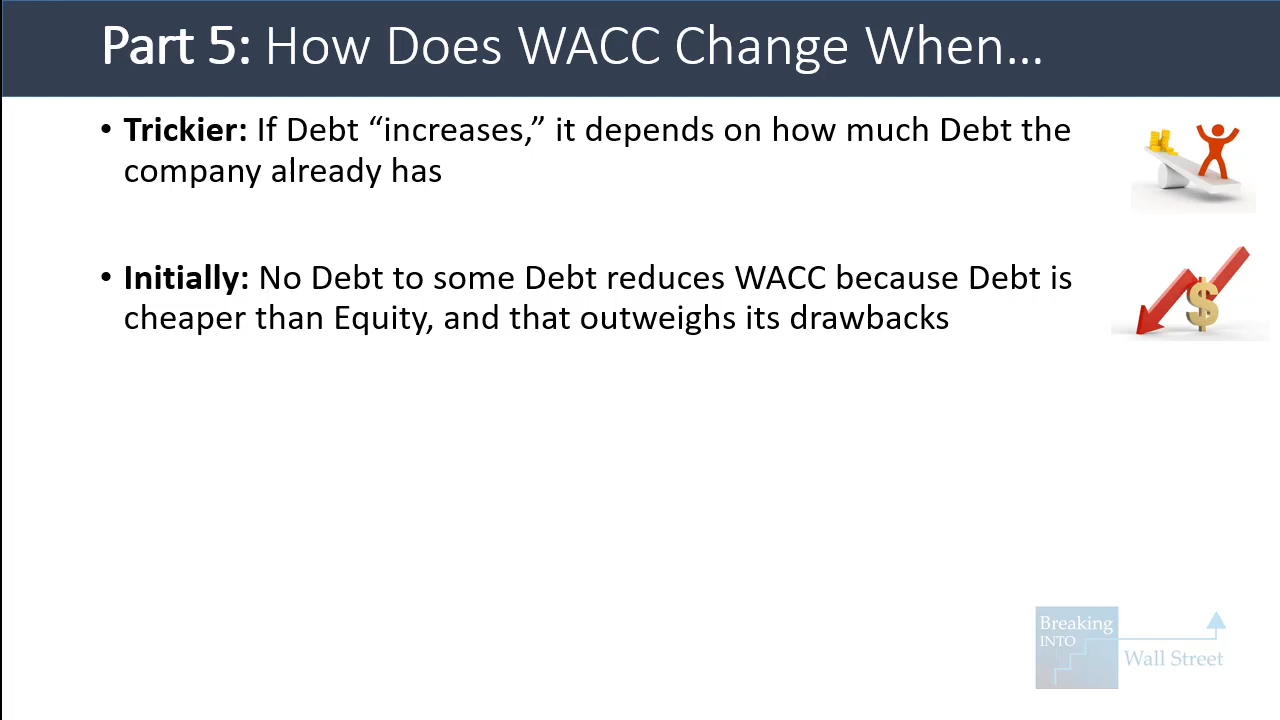 Part 5: How Does WACC Change When...
• Trickier: If Debt “increases,” it depends on how much Debt the
company already has
• Initially: No Debt to some Debt reduces WACC because Debt is
cheaper than Equity, and that outweighs its drawbacks
$
Breaking
INTO
Wall Street